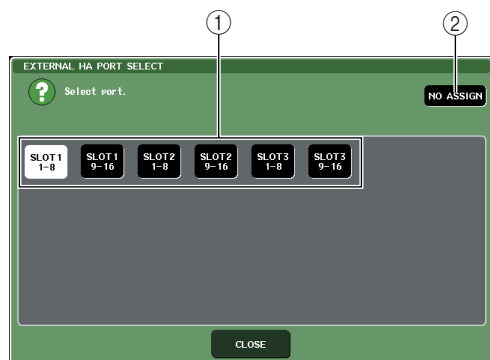 ① ②
EXTERNAL HA PORT SELECT
? Select port.
NO ASSIGN
SLOT1 SLOT1 SLOT2 SLOT2 SLOT3 SLOT3
1-8 9-16 1-8 9-16 1-8 9-16
CLOSE